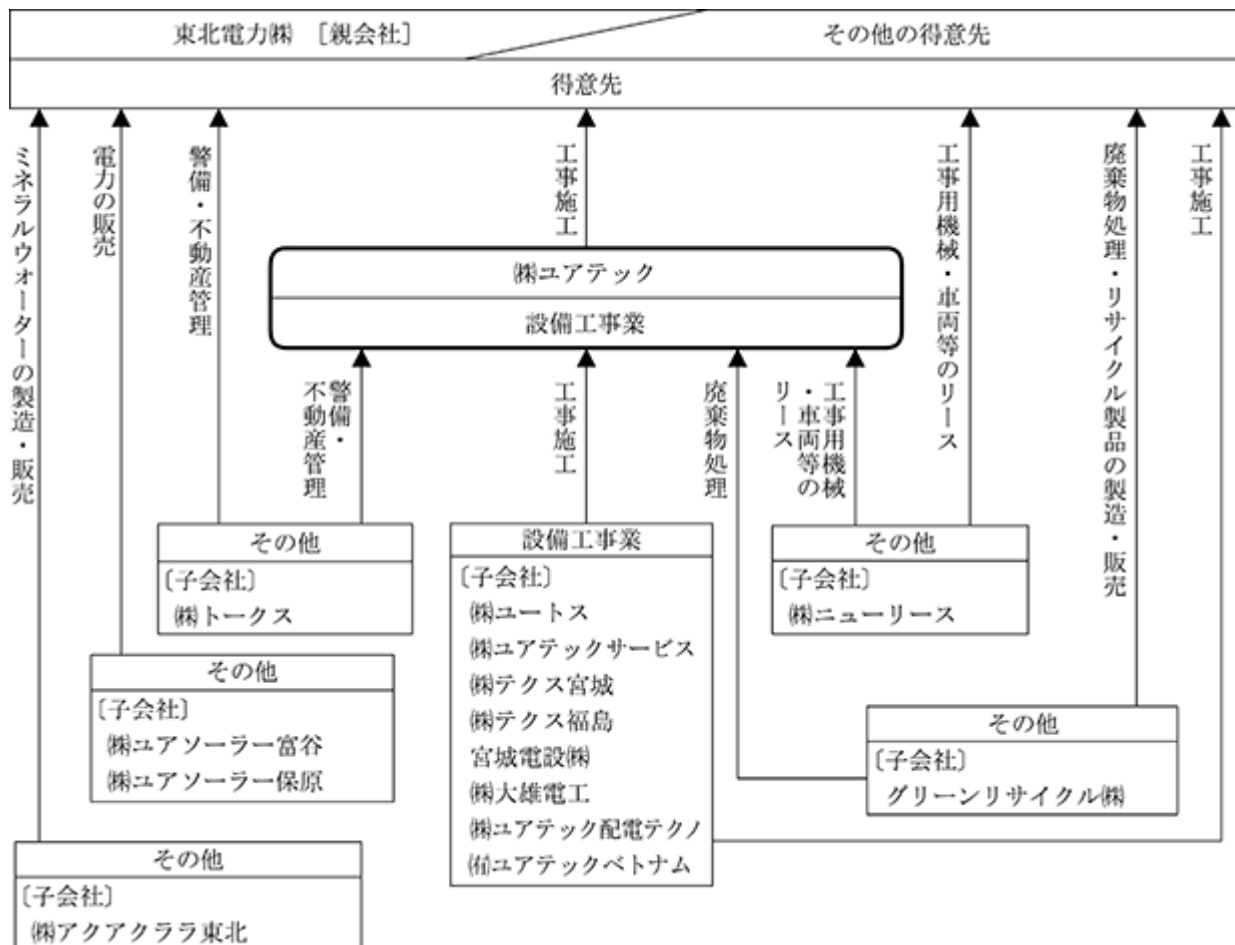 東北電力㈱　〔親会社〕
その他の得意先
得意先
ミネラルウォーターの製造・販売
電力の販売
警備・不動産管理
工事施工
工事用機械・車両等のリース
廃棄物処理・リサイクル製品の製造・販売
工事施工
㈱ユアテック
設備工事業
警備・
不動産管理
工事施工
廃棄物処理
工事用機械
・車両等の
リース
その他
〔子会社〕
㈱トークス
設備工事業
〔子会社〕
㈱ユートス
㈱ユアテックサービス
㈱テクス宮城
㈱テクス福島
宮城電設㈱
㈱大雄電工
㈱ユアテック配電テクノ
㈲ユアテックベトナム
その他
〔子会社〕
㈱ニューリース
その他
〔子会社〕
㈱ユアソーラー富谷
㈱ユアソーラー保原
その他
〔子会社〕
グリーンリサイクル㈱
その他
〔子会社〕
㈱アクアクララ東北